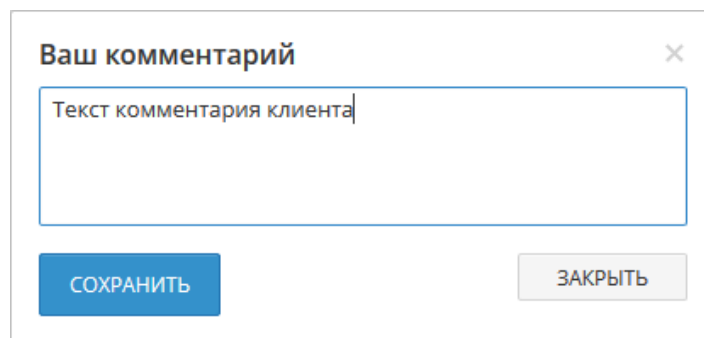 Ваш комментарий
Текст комментария клиента
СОХРАНИТЬ
ЗАКРЫТЬ